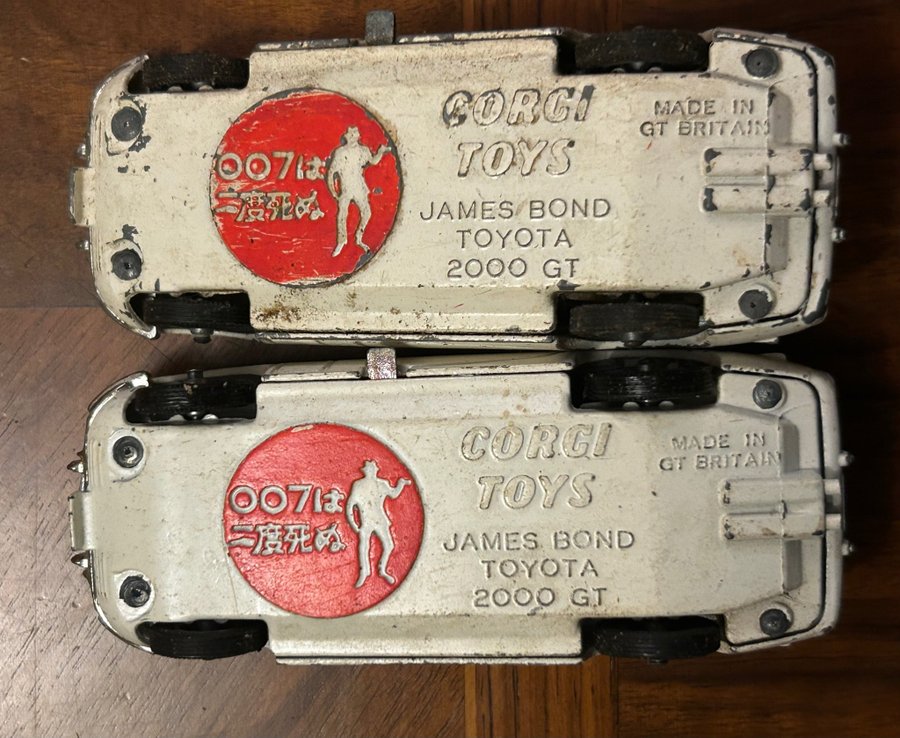 007は
二度死ぬ
CORGI
TOYS
JAMES BOND
TOYOTA
2000 GT
MADE IN
GT BRITAIN
007は
二度死ぬ
CORGI
TOYS
JAMES BOND
TOYOTA
2000 GT
MADE IN
GT BRITAIN